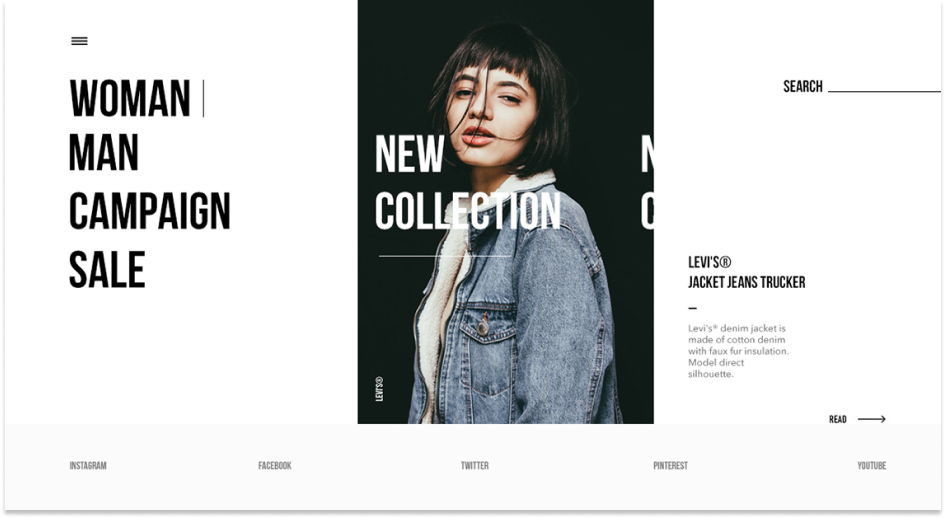 WOMAN |
MAN
CAMPAIGN
SALE
NEW
COLLECTION
N
C
LEVI'S®
SEARCH
LEVI'S®
JACKET JEANS TRUCKER
Levi's® denim jacket is
made of cotton denim
with faux fur insulation.
Model direct
silhouette.
READ
INSTAGRAM
FACEBOOK
TWITTER
PINTEREST
YOUTUBE